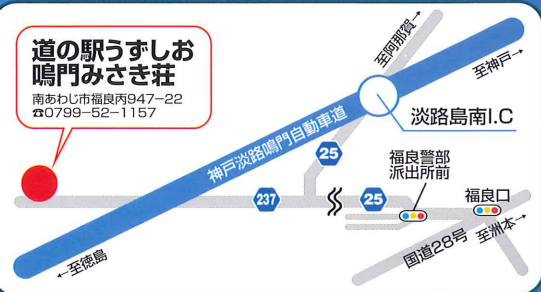 道の駅うずしお
鳴門みさき荘
南あわじ市福良丙947−22
☎0799−52−1157
至阿那賀→
至神戸→
淡路島南I.C
神戸淡路鳴門自動車道
25
福良警部
派出所前
237
25
福良口
国道28号
至洲本→
←至徳島